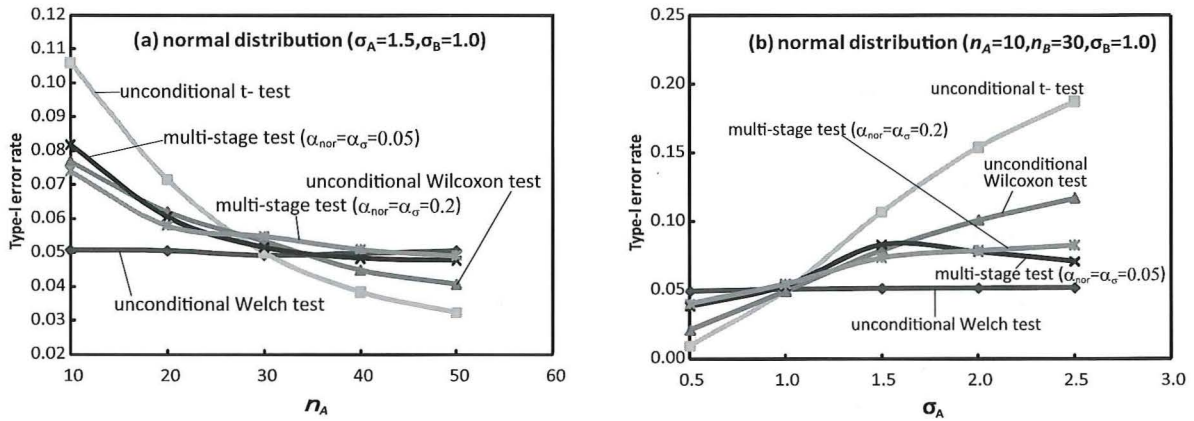 (a) normal distribution (σA=1.5,σB=1.0)
Type-I error rate
0.12
0.11
0.10
0.09
0.08
0.07
0.06
0.05
0.04
0.03
0.02
unconditional t- test
multi-stage test (αnor=ασ=0.05)
unconditional Wilcoxon test
multi-stage test
(αnor=ασ=0.2)
unconditional Welch test
10 20 30 40 50 60
nA
(b) normal distribution (nA=10,nB=30,σB=1.0)
Type-I error rate
0.25
0.20
0.15
0.10
0.05
0.00
unconditional t- test
multi-stage test (αnor=ασ=0.2)
unconditional
Wilcoxon test
multi-stage test (αnor=ασ=0.05)
unconditional Welch test
0.5 1.0 1.5 2.0 2.5 3.0
σA